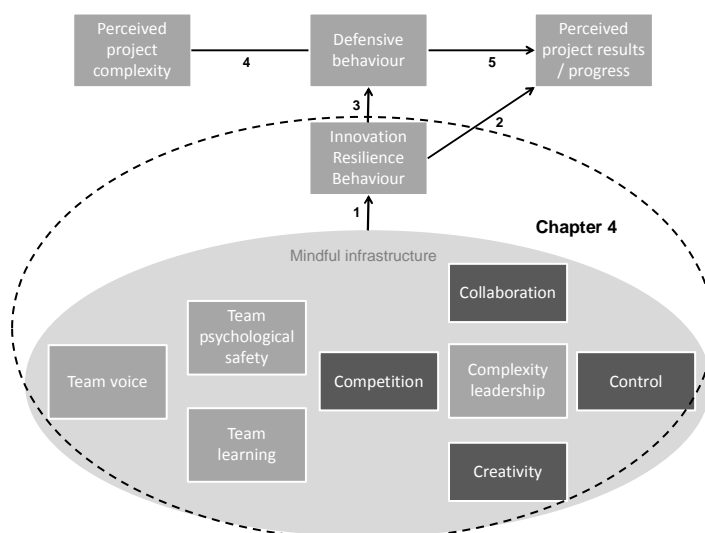 Perceived
project
complexity
4
Defensive
behaviour
5
Perceived
project results
/ progress
3
2
Innovation
Resilience
Behaviour
1
Chapter 4
Mindful infrastructure
Collaboration
Team
psychological
safety
Team voice
Competition
Complexity
leadership
Control
Team
learning
Creativity